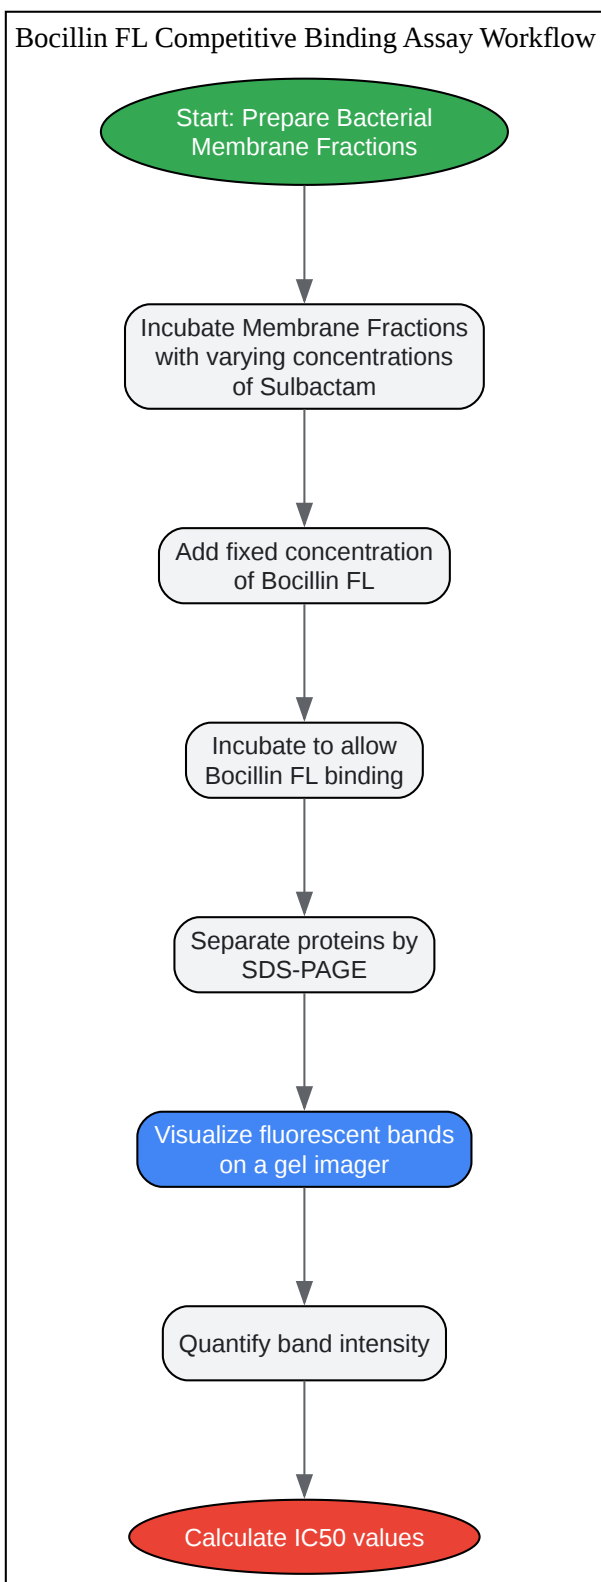 Bocillin FL Competitive Binding Assay Workflow
Start: Prepare Bacterial
Membrane Fractions
Incubate Membrane Fractions
with varying concentrations
of Sulbactam
Add fixed concentration
of Bocillin FL
Incubate to allow
Bocillin FL binding
Separate proteins by
SDS-PAGE
Visualize fluorescent bands
on a gel imager
Quantify band intensity
Calculate IC50 values